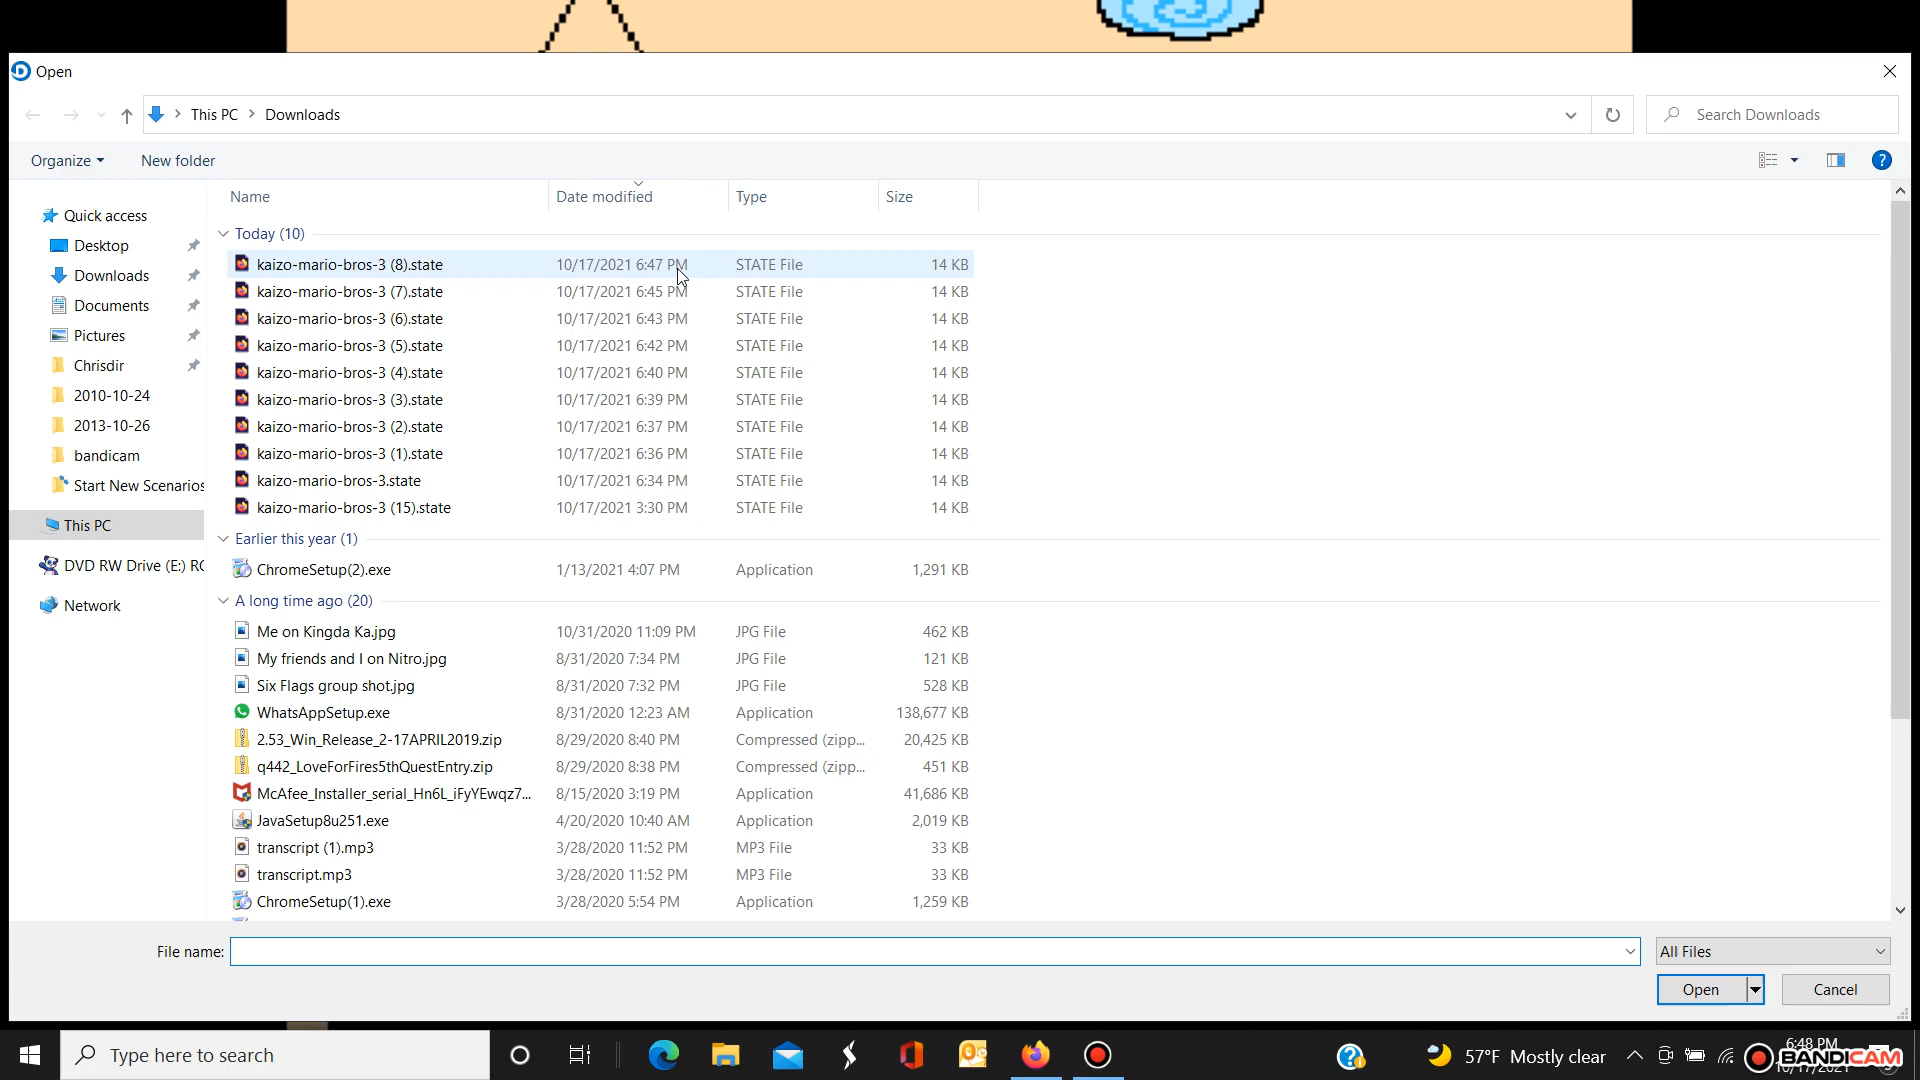 Open
This PC > Downloads
Search Downloads
Organize
New folder
Name
Date modified
Type
Size
Quick access
Desktop
Downloads
Documents
Pictures
Chrisdir
2010-10-24
2013-10-26
bandicam
Start New Scenarios
This PC
DVD RW Drive (E:) RC
Network
Today (10)
kaizo-mario-bros-3 (8).state 10/17/2021 6:47 PM STATE File 14 KB
kaizo-mario-bros-3 (7).state 10/17/2021 6:45 PM STATE File 14 KB
kaizo-mario-bros-3 (6).state 10/17/2021 6:43 PM STATE File 14 KB
kaizo-mario-bros-3 (5).state 10/17/2021 6:42 PM STATE File 14 KB
kaizo-mario-bros-3 (4).state 10/17/2021 6:40 PM STATE File 14 KB
kaizo-mario-bros-3 (3).state 10/17/2021 6:39 PM STATE File 14 KB
kaizo-mario-bros-3 (2).state 10/17/2021 6:37 PM STATE File 14 KB
kaizo-mario-bros-3 (1).state 10/17/2021 6:36 PM STATE File 14 KB
kaizo-mario-bros-3.state 10/17/2021 6:34 PM STATE File 14 KB
kaizo-mario-bros-3 (15).state 10/17/2021 3:30 PM STATE File 14 KB
Earlier this year (1)
ChromeSetup(2).exe 1/13/2021 4:07 PM Application 1,291 KB
A long time ago (20)
Me on Kingda Ka.jpg 10/31/2020 11:09 PM JPG File 462 KB
My friends and I on Nitro.jpg 8/31/2020 7:34 PM JPG File 121 KB
Six Flags group shot.jpg 8/31/2020 7:32 PM JPG File 528 KB
WhatsAppSetup.exe 8/31/2020 12:23 AM Application 138,677 KB
2.53_Win_Release_2-17APRIL2019.zip 8/29/2020 8:40 PM Compressed (zipp... 20,425 KB
q442_LoveForFires5thQuestEntry.zip 8/29/2020 8:38 PM Compressed (zipp... 451 KB
McAfee_Installer_serial_Hn6L_iFyYEwqz7... 8/15/2020 3:19 PM Application 41,686 KB
JavaSetup8u251.exe 4/20/2020 10:40 AM Application 2,019 KB
transcript (1).mp3 3/28/2020 11:52 PM MP3 File 33 KB
transcript.mp3 3/28/2020 11:52 PM MP3 File 33 KB
ChromeSetup(1).exe 3/28/2020 5:54 PM Application 1,259 KB
File name:
All Files
Open
Cancel
Type here to search
57°F Mostly clear
6:48 PM
10/17/2021
BANDICAM